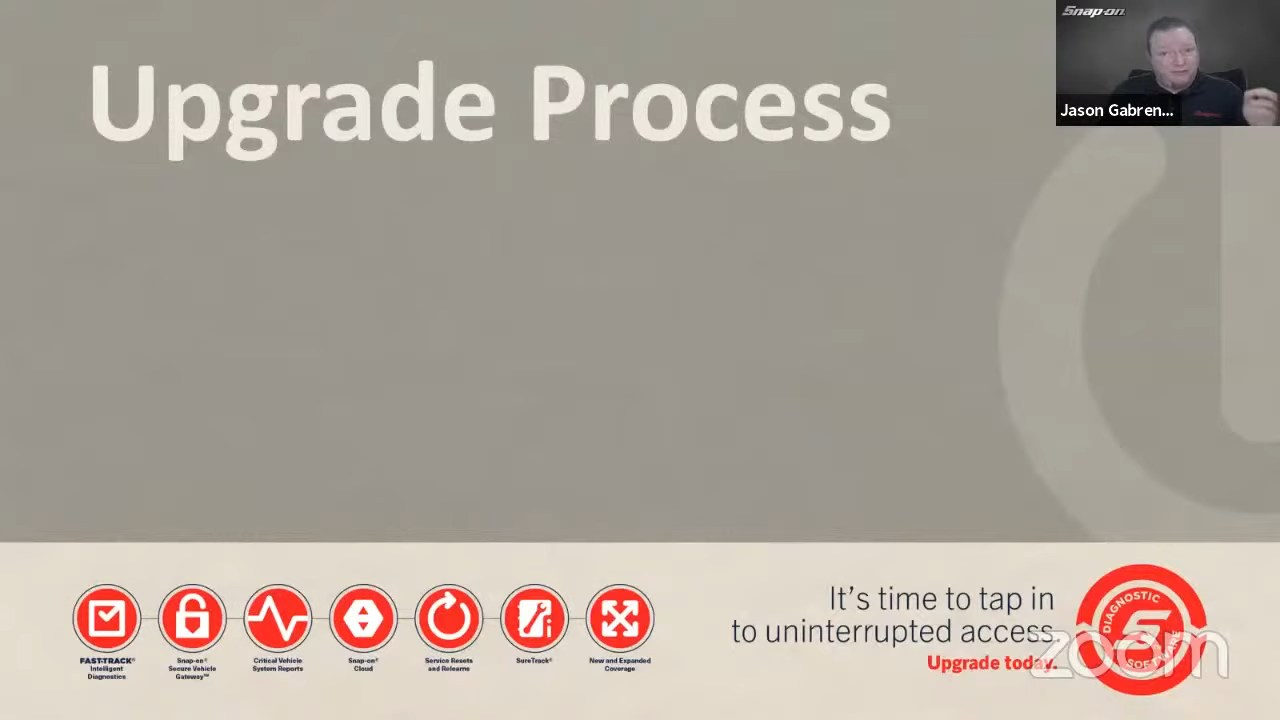 Snap-on
Upgrade Process
Jason Gabren...
FAST-TRACK®
Intelligent
Diagnostics
Snap-on®
Secure Vehicle
Gateway™
Critical Vehicle
System Reports
Snap-on®
Cloud
Service Resets
and Relearns
SureTrack®
New and Expanded
Coverage
It's time to tap in
to uninterrupted access
Upgrade today.
DIAGNOSTIC
S
SOFTWARE
zoom